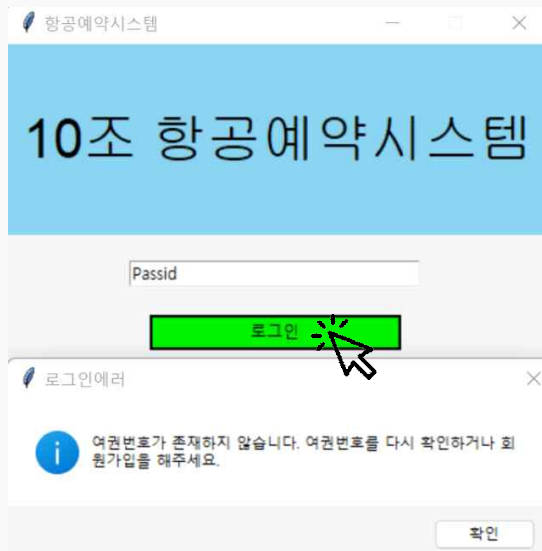 항공예약시스템
10조 항공예약시스템
Passid
로그인
로그인에러
여권번호가 존재하지 않습니다. 여권번호를 다시 확인하거나 회
원가입을 해주세요.
확인